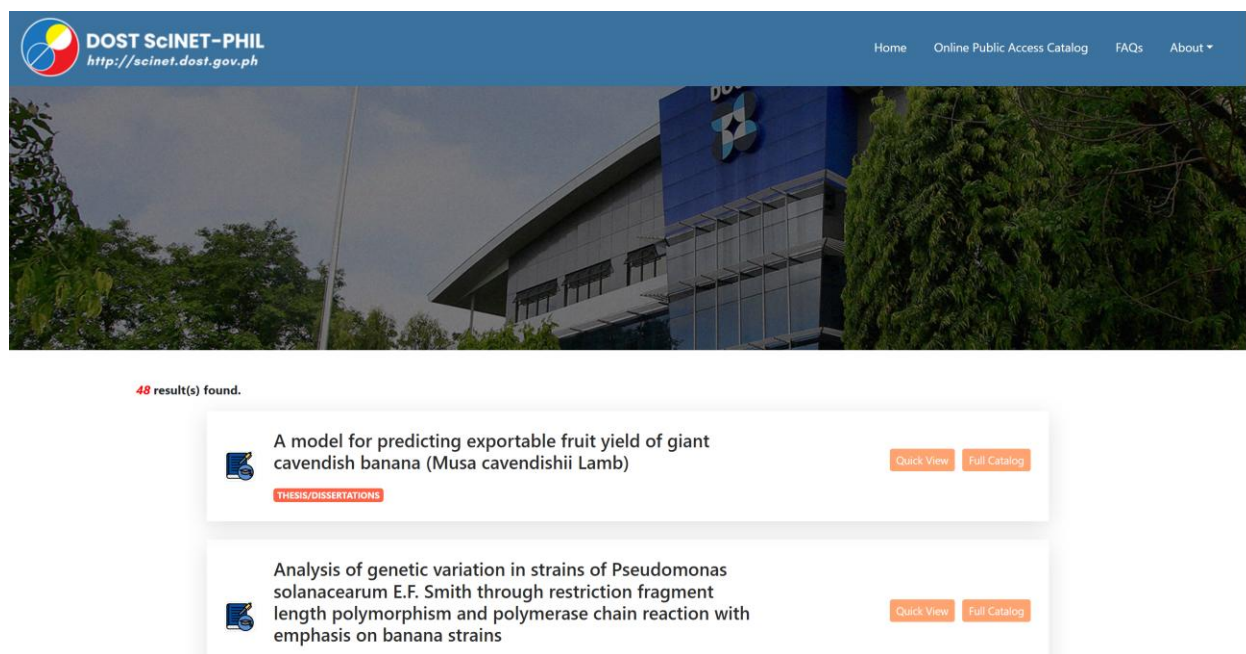 DOST ScINET-PHIL
http://scinet.dost.gov.ph
Home Online Public Access Catalog FAQs About
48 result(s) found.
A model for predicting exportable fruit yield of giant
cavendish banana (Musa cavendishii Lamb)
Quick View Full Catalog
THESIS/DISSERTATIONS
Analysis of genetic variation in strains of Pseudomonas
solanacearum E.F. Smith through restriction fragment
length polymorphism and polymerase chain reaction with
emphasis on banana strains
Quick View Full Catalog